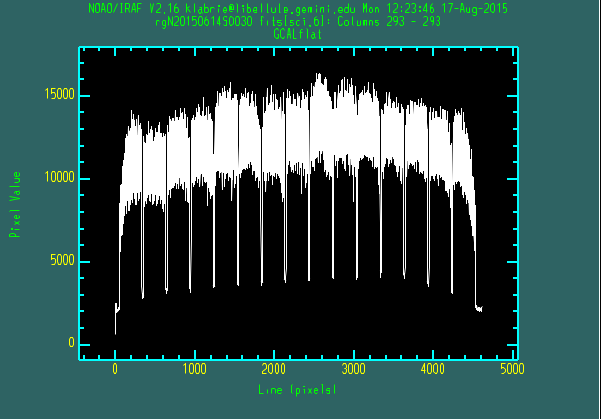 NOAO/IRAF V2.16 klabrie@libellule.gemini.edu Mon 12:23:46 17-Aug-2015
rgN20150614S0030.fits[sci,6]: Columns 293 - 293
GCALflat
15000
10000
5000
0
Pixel Value
0 1000 2000 3000 4000 5000
Line (pixels)